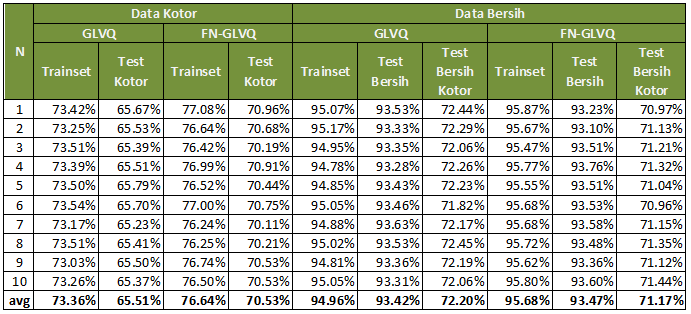 N Data Kotor Data Bersih
GLVQ FN-GLVQ GLVQ FN-GLVQ
Trainset Test Kotor Trainset Test Kotor Trainset Test Bersih Test Bersih Kotor Trainset Test Bersih Test Bersih Kotor
1 73.42% 65.67% 77.08% 70.96% 95.07% 93.53% 72.44% 95.87% 93.23% 70.97%
2 73.25% 65.53% 76.64% 70.68% 95.17% 93.33% 72.29% 95.67% 93.10% 71.13%
3 73.51% 65.39% 76.42% 70.19% 94.95% 93.35% 72.06% 95.47% 93.51% 71.21%
4 73.39% 65.51% 76.99% 70.91% 94.78% 93.28% 72.26% 95.77% 93.76% 71.32%
5 73.50% 65.79% 76.52% 70.44% 94.85% 93.43% 72.23% 95.55% 93.51% 71.04%
6 73.54% 65.70% 77.00% 70.75% 95.05% 93.46% 71.82% 95.68% 93.53% 70.96%
7 73.17% 65.23% 76.24% 70.11% 94.88% 93.63% 72.17% 95.68% 93.58% 71.15%
8 73.51% 65.41% 76.25% 70.21% 95.02% 93.53% 72.45% 95.72% 93.48% 71.35%
9 73.03% 65.50% 76.74% 70.53% 94.81% 93.36% 72.19% 95.62% 93.36% 71.12%
10 73.26% 65.37% 76.50% 70.53% 95.05% 93.31% 72.06% 95.80% 93.60% 71.44%
avg 73.36% 65.51% 76.64% 70.53% 94.96% 93.42% 72.20% 95.68% 93.47% 71.17%